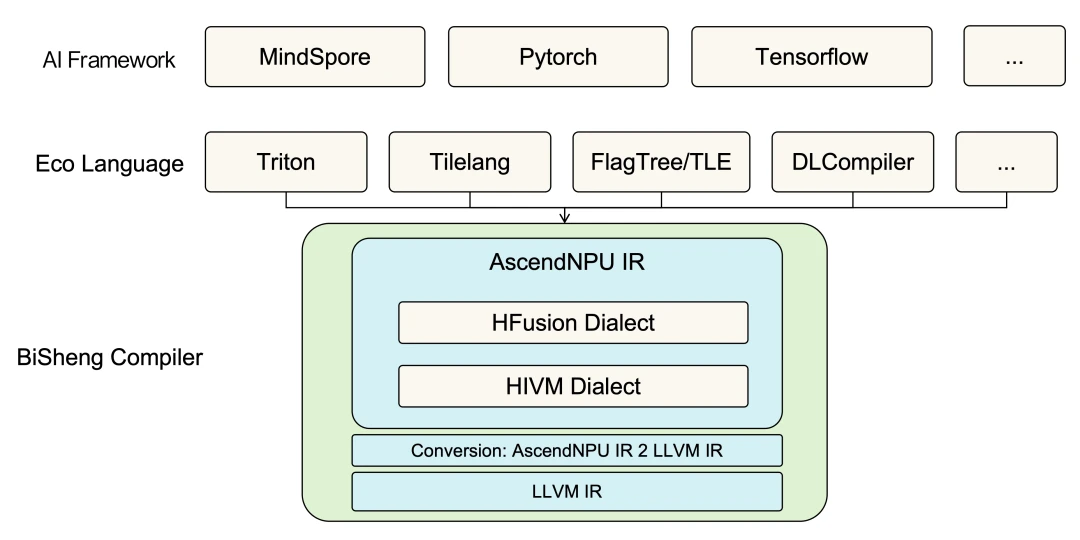 AI Framework
MindSpore
Pytorch
Tensorflow
...
Eco Language
Triton
Tilelang
FlagTree/TLE
DLCompiler
...
BiSheng Compiler
AscendNPU IR
HFusion Dialect
HIVM Dialect
Conversion: AscendNPU IR 2 LLVM IR
LLVM IR